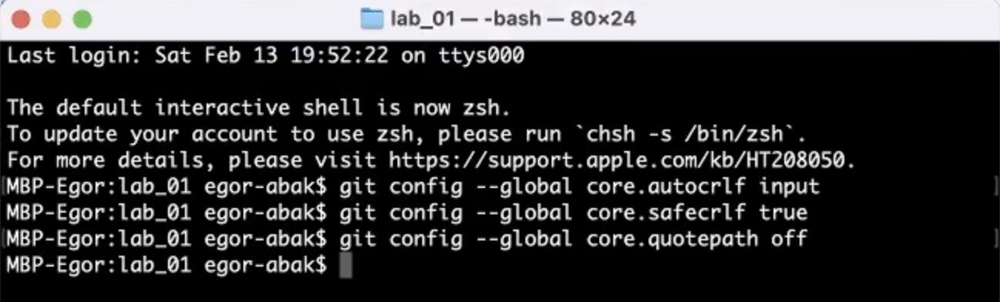 lab_01 — -bash — 80×24
Last login: Sat Feb 13 19:52:22 on ttys000
The default interactive shell is now zsh.
To update your account to use zsh, please run `chsh -s /bin/zsh`.
For more details, please visit https://support.apple.com/kb/HT208050.
[MBP-Egor:lab_01 egor-abak$ git config --global core.autocrlf input ]
MBP-Egor:lab_01 egor-abak$ git config --global core.safecrlf true
[MBP-Egor:lab_01 egor-abak$ git config --global core.quotepath off ]
MBP-Egor:lab_01 egor-abak$